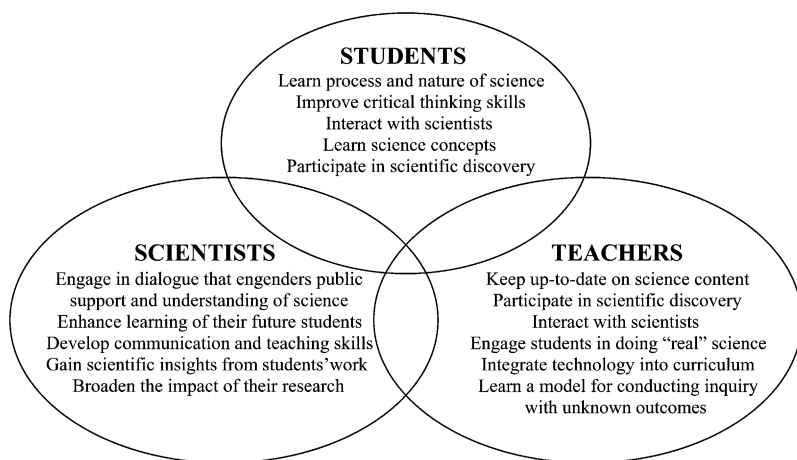 STUDENTS
Learn process and nature of science
Improve critical thinking skills
Interact with scientists
Learn science concepts
Participate in scientific discovery
SCIENTISTS
Engage in dialogue that engenders public
support and understanding of science
Enhance learning of their future students
Develop communication and teaching skills
Gain scientific insights from students' work
Broaden the impact of their research
TEACHERS
Keep up-to-date on science content
Participate in scientific discovery
Interact with scientists
Engage students in doing “real” science
Integrate technology into curriculum
Learn a model for conducting inquiry
with unknown outcomes